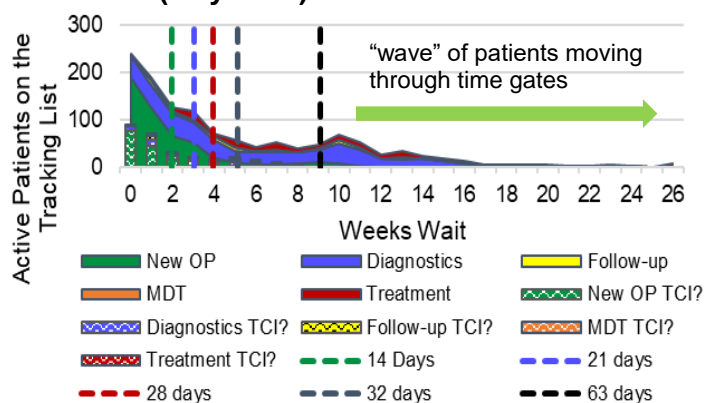 300
200
100
0
Active Patients on the
Tracking List
"wave" of patients moving
through time gates
0 2 4 6 8 10 12 14 16 18 20 22 24 26
Weeks Wait
New OP Diagnostics Follow-up
MDT Treatment New OP TCI?
Diagnostics TCI? Follow-up TCI? MDT TCI?
Treatment TCI? 14 Days 21 days
28 days 32 days 63 days